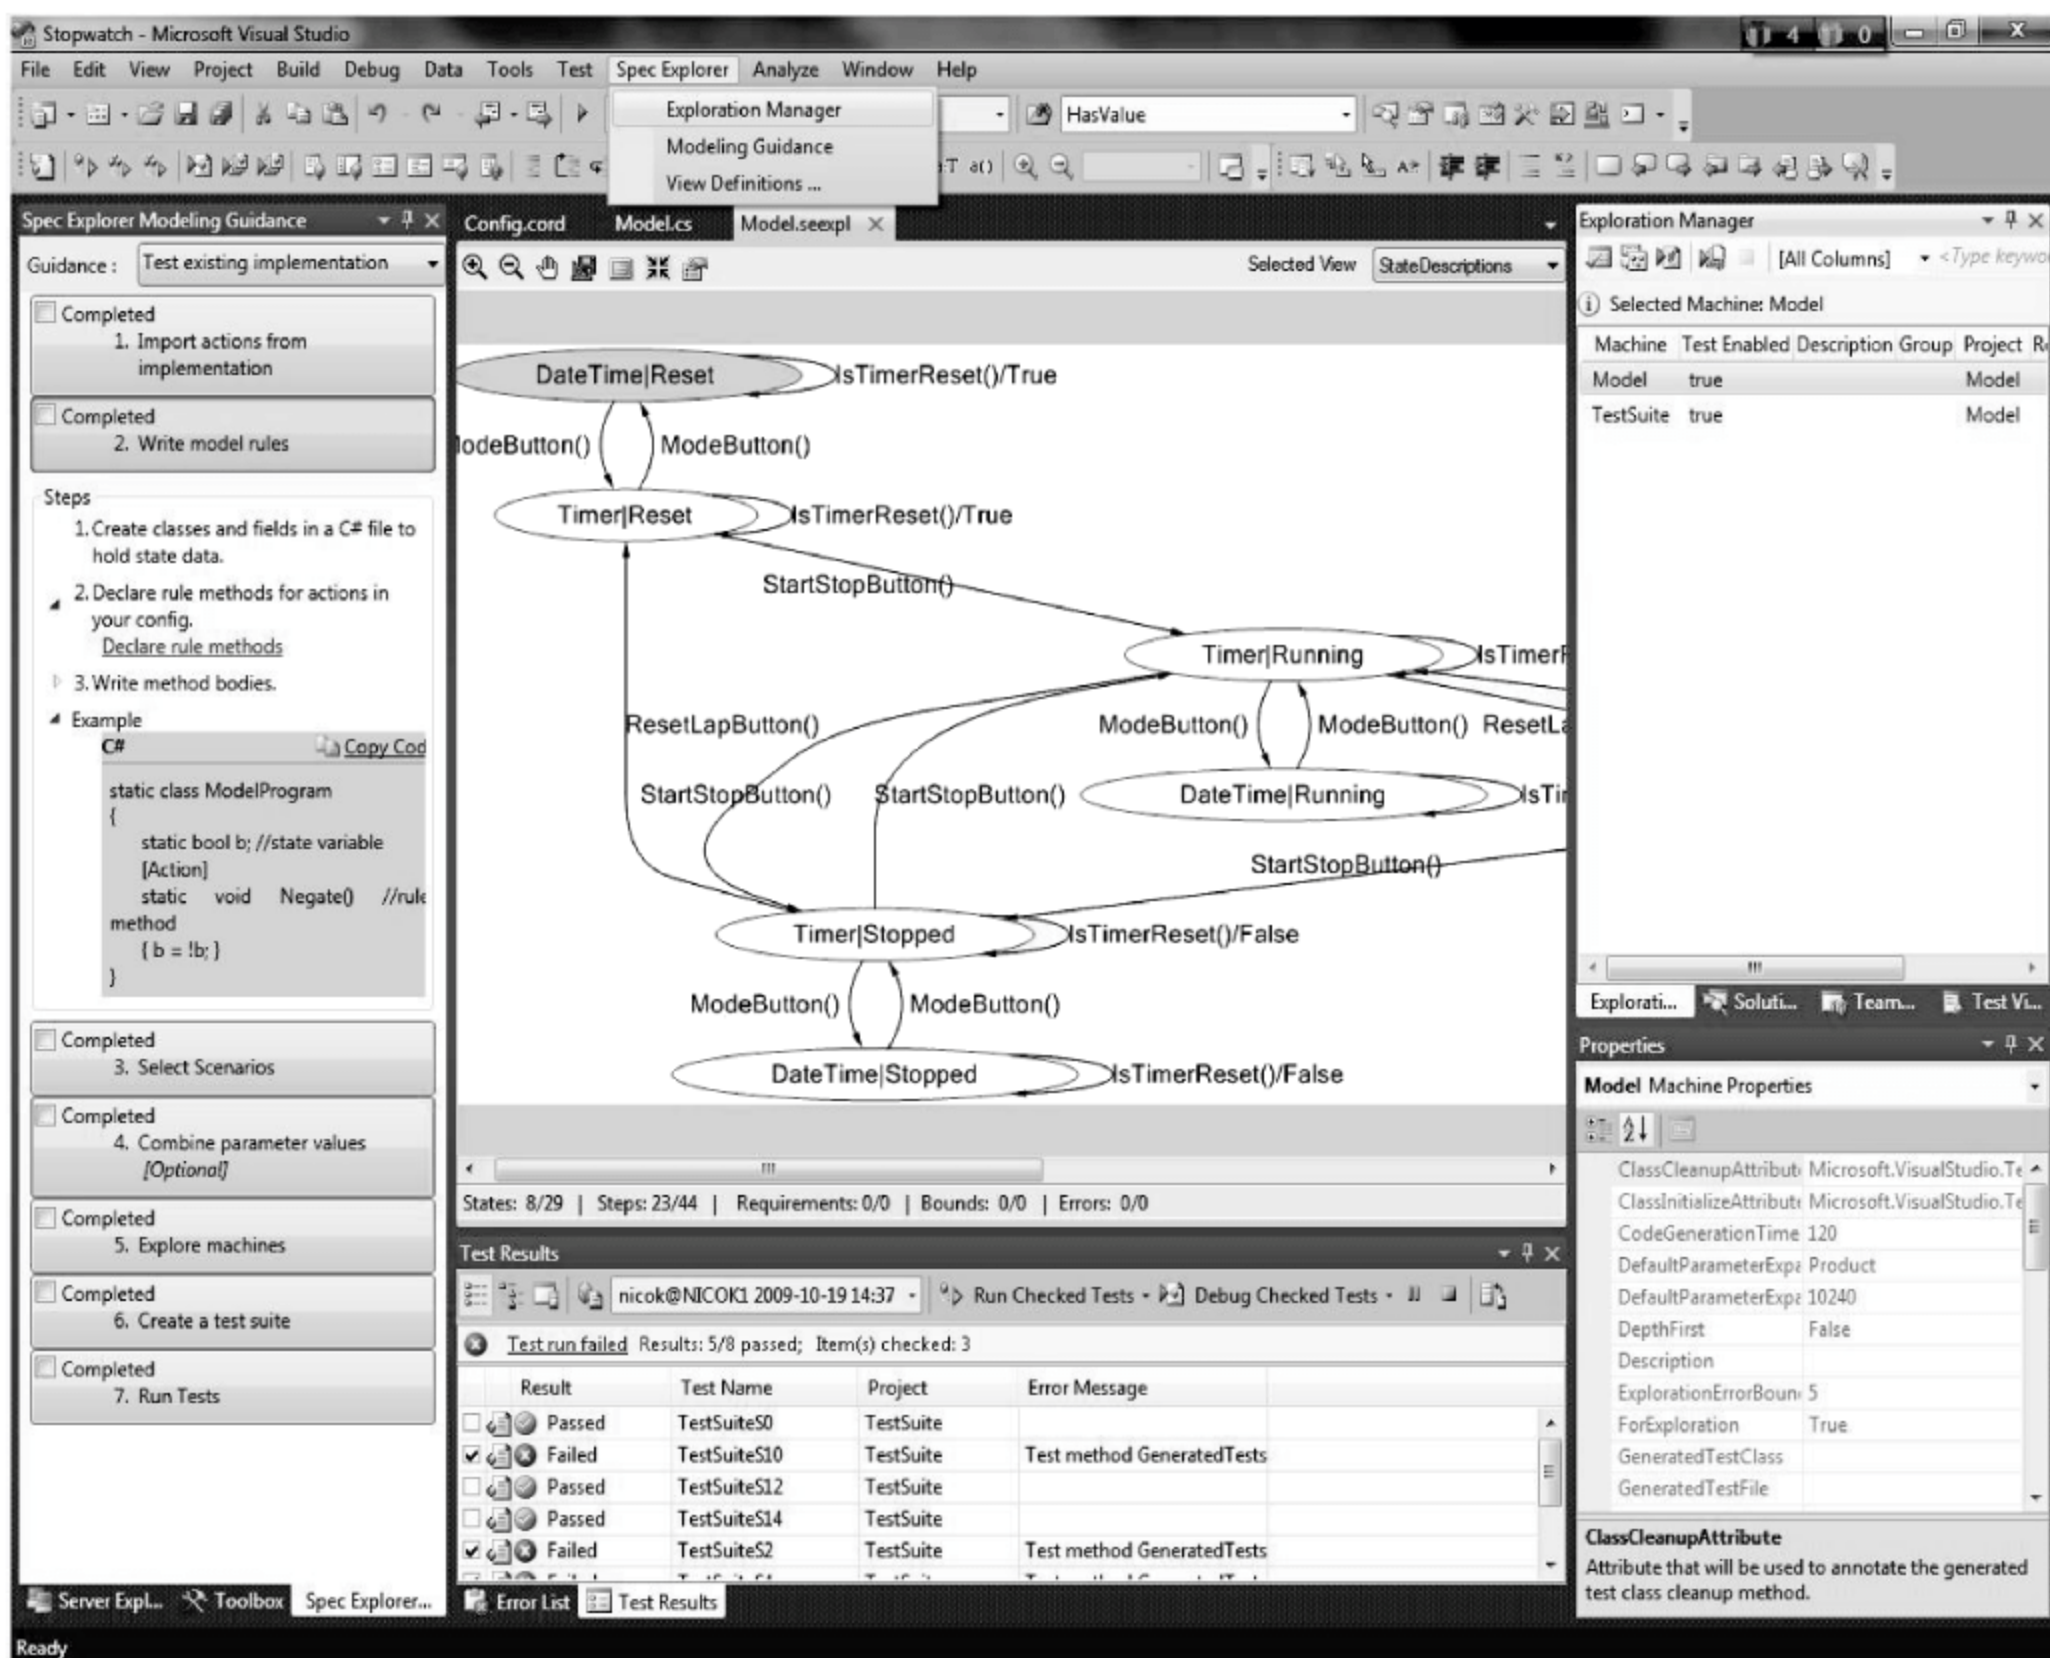 Stopwatch - Microsoft Visual Studio
4 0
File Edit View Project Build Debug Data Tools Test Spec Explorer Analyze Window Help
Exploration Manager
Modeling Guidance
View Definitions ...
HasValue
Spec Explorer Modeling Guidance
Guidance : Test existing implementation
Completed
1. Import actions from
implementation
Completed
2. Write model rules
Steps
1. Create classes and fields in a C# file to
hold state data.
2. Declare rule methods for actions in
your config.
Declare rule methods
3. Write method bodies.
Example
C# Copy Cod
static class ModelProgram
{
static bool b; //state variable
[Action]
static void Negate() //rule
method
{ b = !b; }
}
Completed
3. Select Scenarios
Completed
4. Combine parameter values
[Optional]
Completed
5. Explore machines
Completed
6. Create a test suite
Completed
7. Run Tests
Server Expl... Toolbox Spec Explorer...
Config.cord Model.cs Model.seexpl
Selected View StateDescriptions
DateTime|Reset IsTimerReset()/True
odeButton() ModeButton()
Timer|Reset IsTimerReset()/True
StartStopButton()
Timer|Running IsTimerR
ResetLapButton() ModeButton() ModeButton() ResetLa
StartStopButton() StartStopButton() DateTime|Running IsTi
StartStopButton()
Timer|Stopped IsTimerReset()/False
ModeButton() ModeButton()
DateTime|Stopped IsTimerReset()/False
States: 8/29 | Steps: 23/44 | Requirements: 0/0 | Bounds: 0/0 | Errors: 0/0
Test Results
nicok@NICOK1 2009-10-19 14:37 Run Checked Tests Debug Checked Tests
Test run failed Results: 5/8 passed; Item(s) checked: 3
Result Test Name Project Error Message
Passed TestSuiteS0 TestSuite
Failed TestSuiteS10 TestSuite Test method GeneratedTests
Passed TestSuiteS12 TestSuite
Passed TestSuiteS14 TestSuite
Failed TestSuiteS2 TestSuite Test method GeneratedTests
Error List Test Results
Exploration Manager
[All Columns] <Type keywo
Selected Machine: Model
Machine Test Enabled Description Group Project Re
Model true Model
TestSuite true Model
Explorati... Soluti... Team... Test Vi...
Properties
Model Machine Properties
ClassCleanupAttribut Microsoft.VisualStudio.Te
ClassInitializeAttribute Microsoft.VisualStudio.Te
CodeGenerationTime 120
DefaultParameterExpa Product
DefaultParameterExpa 10240
DepthFirst False
Description
ExplorationErrorBoun 5
ForExploration True
GeneratedTestClass
GeneratedTestFile
ClassCleanupAttribute
Attribute that will be used to annotate the generated
test class cleanup method.
Ready